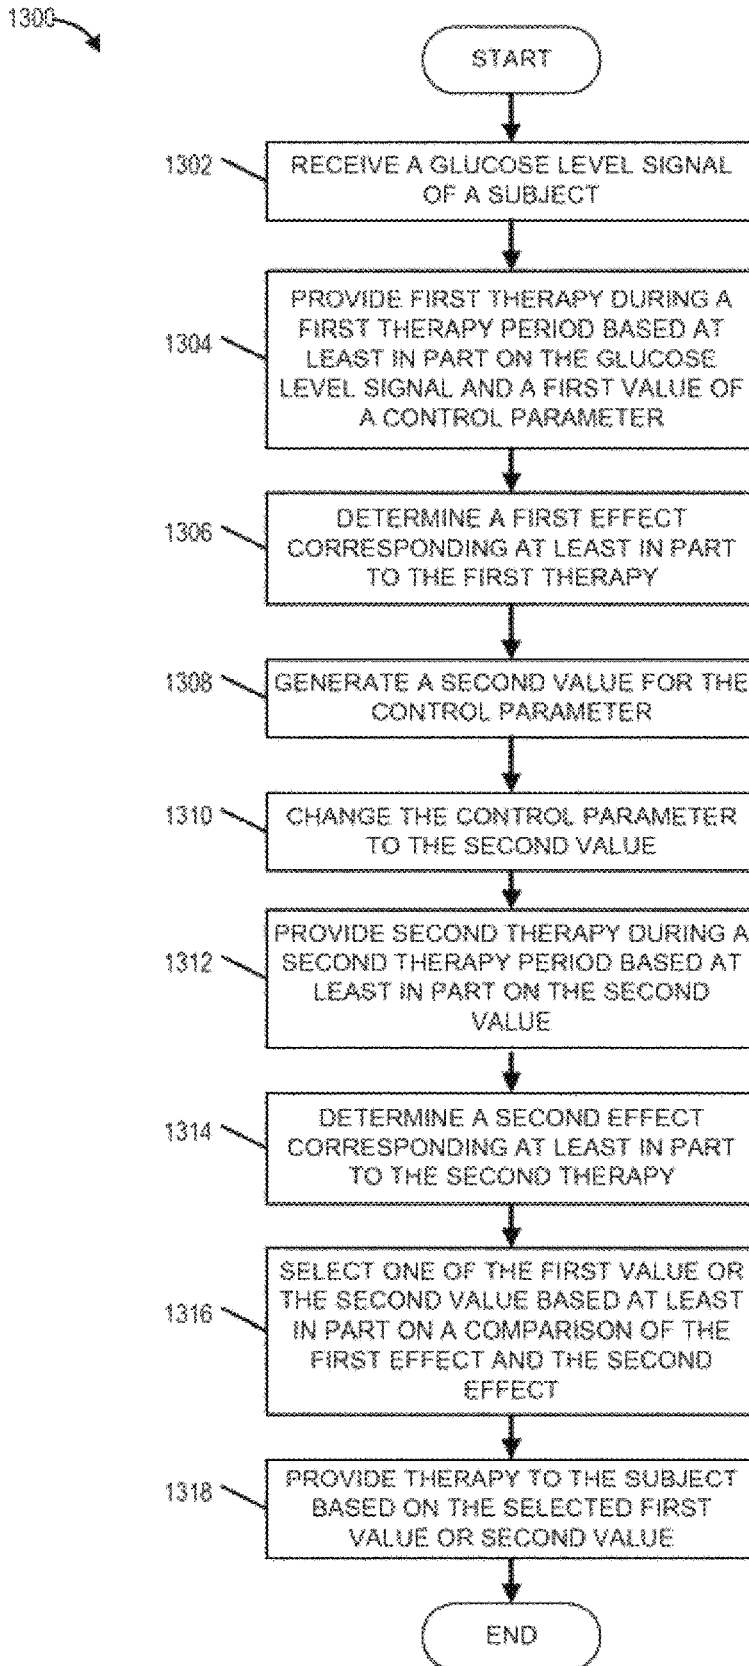 1300
START
1302
RECEIVE A GLUCOSE LEVEL SIGNAL
OF A SUBJECT
1304
PROVIDE FIRST THERAPY DURING A
FIRST THERAPY PERIOD BASED AT
LEAST IN PART ON THE GLUCOSE
LEVEL SIGNAL AND A FIRST VALUE OF
A CONTROL PARAMETER
1306
DETERMINE A FIRST EFFECT
CORRESPONDING AT LEAST IN PART
TO THE FIRST THERAPY
1308
GENERATE A SECOND VALUE FOR THE
CONTROL PARAMETER
1310
CHANGE THE CONTROL PARAMETER
TO THE SECOND VALUE
1312
PROVIDE SECOND THERAPY DURING A
SECOND THERAPY PERIOD BASED AT
LEAST IN PART ON THE SECOND
VALUE
1314
DETERMINE A SECOND EFFECT
CORRESPONDING AT LEAST IN PART
TO THE SECOND THERAPY
1316
SELECT ONE OF THE FIRST VALUE OR
THE SECOND VALUE BASED AT LEAST
IN PART ON A COMPARISON OF THE
FIRST EFFECT AND THE SECOND
EFFECT
1318
PROVIDE THERAPY TO THE SUBJECT
BASED ON THE SELECTED FIRST
VALUE OR SECOND VALUE
END